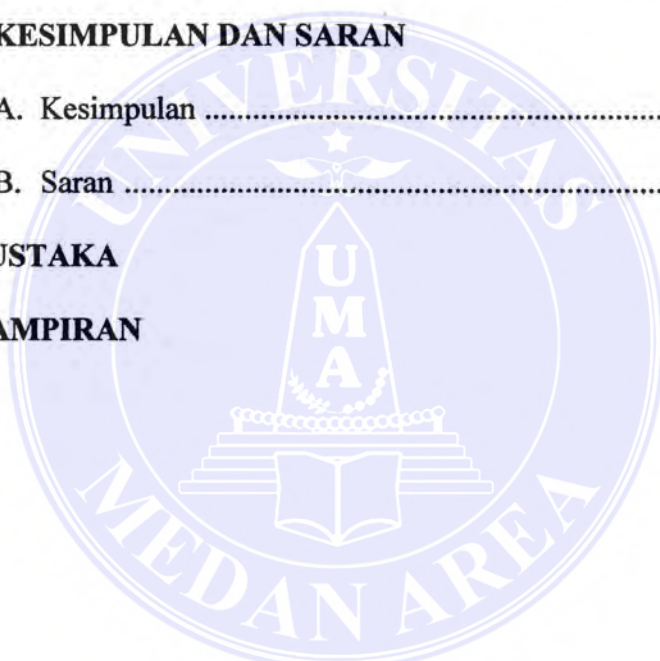 KESIMPULAN DAN SARAN
A. Kesimpulan ..........................................................
B. Saran ..................................................................
USTAKA
AMPIRAN
UNIVERSITAS
U
M
A
MEDAN AREA